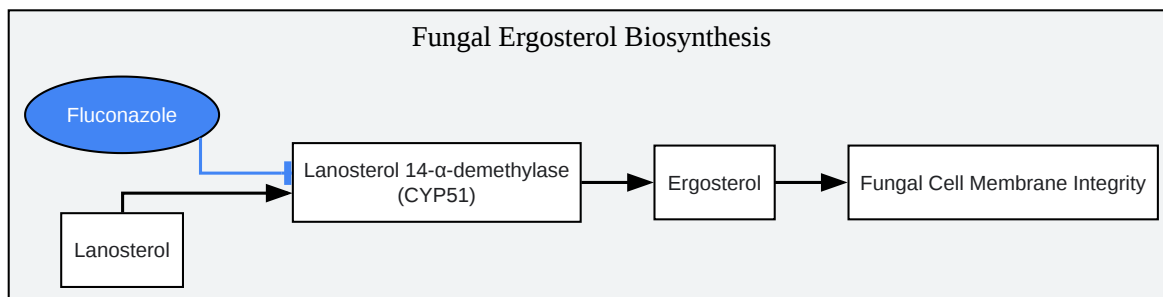 Fungal Ergosterol Biosynthesis
Fluconazole
Lanosterol 14-α-demethylase
(CYP51)
Ergosterol
Fungal Cell Membrane Integrity
Lanosterol